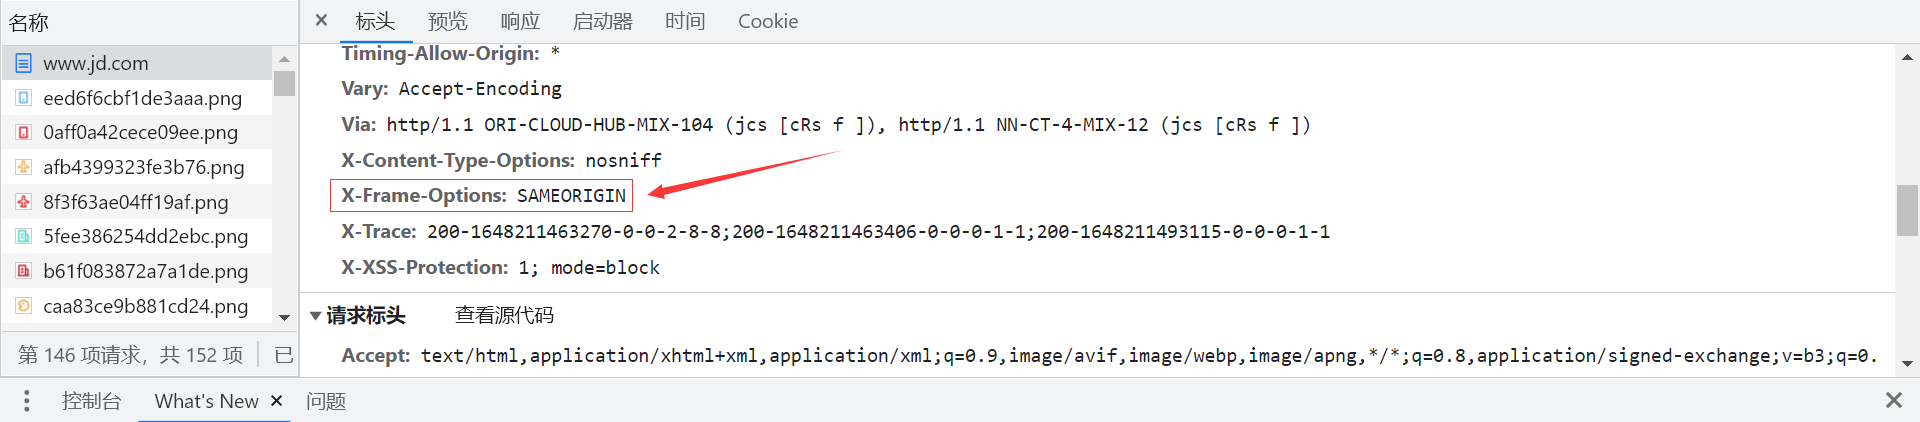 名称
www.jd.com
eed6f6cbf1de3aaa.png
0aff0a42cece09ee.png
afb4399323fe3b76.png
8f3f63ae04ff19af.png
5fee386254dd2ebc.png
b61f083872a7a1de.png
caa83ce9b881cd24.png
第 146 项请求，共 152 项 已
标头 预览 响应 启动器 时间 Cookie
Timing-Allow-Origin: *
Vary: Accept-Encoding
Via: http/1.1 ORI-CLOUD-HUB-MIX-104 (jcs [cRs f ]), http/1.1 NN-CT-4-MIX-12 (jcs [cRs f ])
X-Content-Type-Options: nosniff
X-Frame-Options: SAMEORIGIN
X-Trace: 200-1648211463270-0-0-2-8-8;200-1648211463406-0-0-0-1-1;200-1648211493115-0-0-0-1-1
X-XSS-Protection: 1; mode=block
请求标头 查看源代码
Accept: text/html,application/xhtml+xml,application/xml;q=0.9,image/avif,image/webp,image/apng,*/*;q=0.8,application/signed-exchange;v=b3;q=0.
控制台 What's New 问题